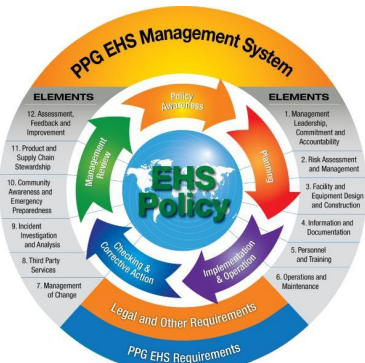 PPG EHS Management System
ELEMENTS
12. Assessment,
Feedback and
Improvement
11. Product and
Supply Chain
Stewardship
10. Community
Awareness and
Emergency
Preparedness
9. Incident
Investigation
and Analysis
8. Third Party
Services
7. Management
of Change
ELEMENTS
1. Management
Leadership,
Commitment and
Accountability
2. Risk Assessment
and Management
3. Facility and
Equipment Design
and Construction
4. Information and
Documentation
5. Personnel
and Training
6. Operations and
Maintenance
Policy
Awareness
Planning
Implementation
& Operation
Checking &
Corrective Action
Management
Review
EHS
Policy
Legal and Other Requirements
PPG EHS Requirements